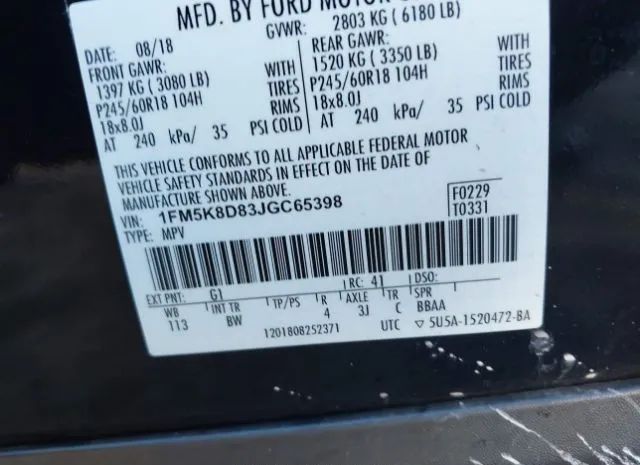 MFD. BY FORD MOTOR
DATE: 08/18 GVWR: 2803 KG ( 6180 LB)
FRONT GAWR: REAR GAWR:
1397 KG ( 3080 LB) 1520 KG ( 3350 LB)
P245/60R18 104H TIRES P245/60R18 104H TIRES
18x8.0J RIMS 18x8.0J RIMS
AT 240 kPa/ 35 PSI COLD AT 240 kPa/ 35 PSI COLD
THIS VEHICLE CONFORMS TO ALL APPLICABLE FEDERAL MOTOR
VEHICLE SAFETY STANDARDS IN EFFECT ON THE DATE OF
MANUFACTURE SHOWN ABOVE.
VIN: 1FM5K8D83JGC65398 F0229
TYPE: MPV T0331
EXT PNT: G1 RC: 41 DSO:
WB INT TR TP/PS R AXLE TR SPR
113 BW 4 3J C BBAA
1201808252371 UTC 5U5A-1520472-BA